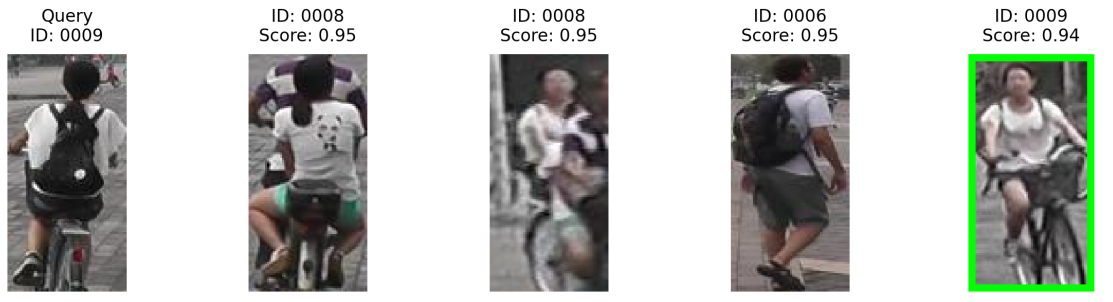 Query
ID: 0009
ID: 0008
Score: 0.95
ID: 0008
Score: 0.95
ID: 0006
Score: 0.95
ID: 0009
Score: 0.94